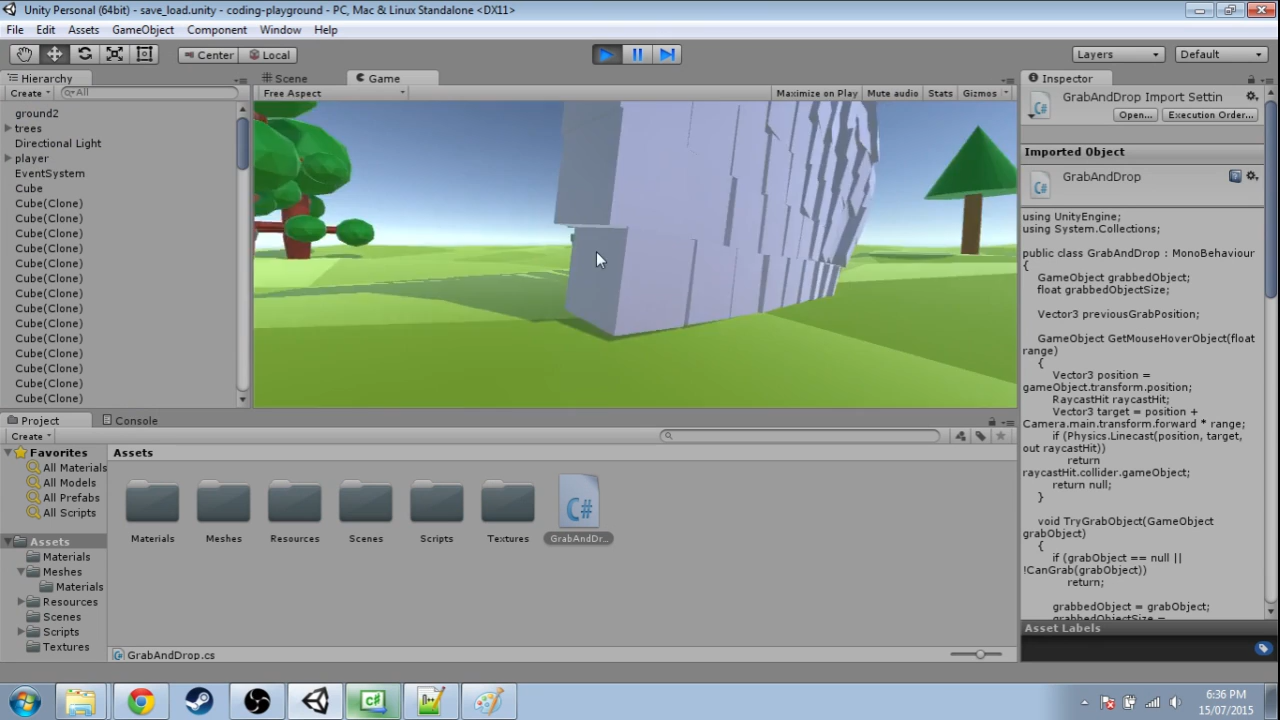 Unity Personal (64bit) - save_load.unity - coding-playground - PC, Mac & Linux Standalone <DX11>
File Edit Assets GameObject Component Window Help
Center Local Layers Default
Hierarchy
Create All
ground2
trees
Directional Light
player
EventSystem
Cube
Cube(Clone)
Cube(Clone)
Cube(Clone)
Cube(Clone)
Cube(Clone)
Cube(Clone)
Cube(Clone)
Cube(Clone)
Cube(Clone)
Cube(Clone)
Cube(Clone)
Cube(Clone)
Cube(Clone)
Cube(Clone)
Scene Game
Free Aspect Maximize on Play Mute audio Stats Gizmos
Inspector
GrabAndDrop Import Settin
Open... Execution Order...
Imported Object
C#
GrabAndDrop
using UnityEngine;
using System.Collections;
public class GrabAndDrop : MonoBehaviour
{
GameObject grabbedObject;
float grabbedObjectSize;
Vector3 previousGrabPosition;
GameObject GetMouseHoverObject(float
range)
{
Vector3 position =
gameObject.transform.position;
RaycastHit raycastHit;
Vector3 target = position +
Camera.main.transform.forward * range;
if (Physics.Linecast(position, target,
out raycastHit))
return
raycastHit.collider.gameObject;
return null;
}
void TryGrabObject(GameObject
grabObject)
{
if (grabObject == null ||
!CanGrab(grabObject))
return;
grabbedObject = grabObject;
grabbedObjectSize =
Asset Labels
Project Console
Create
Favorites
All Materials
All Models
All Prefabs
All Scripts
Assets
Materials
Meshes
Materials
Resources
Scenes
Scripts
Textures
Assets
C#
Materials Meshes Resources Scenes Scripts Textures GrabAndDr...
GrabAndDrop.cs
6:36 PM
15/07/2015